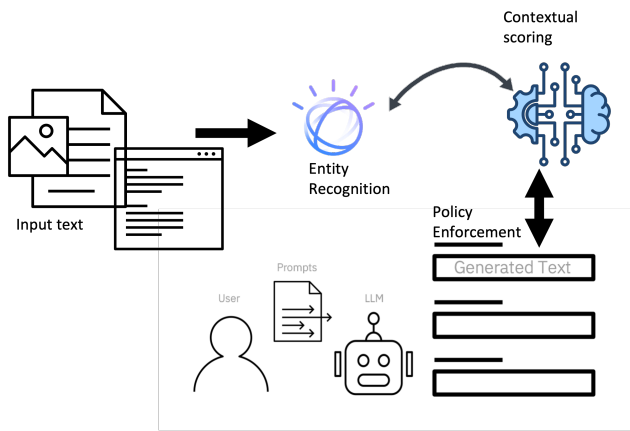 Contextual
scoring
Entity
Recognition
Input text
Policy
Enforcement
Generated Text
Prompts
User
LLM